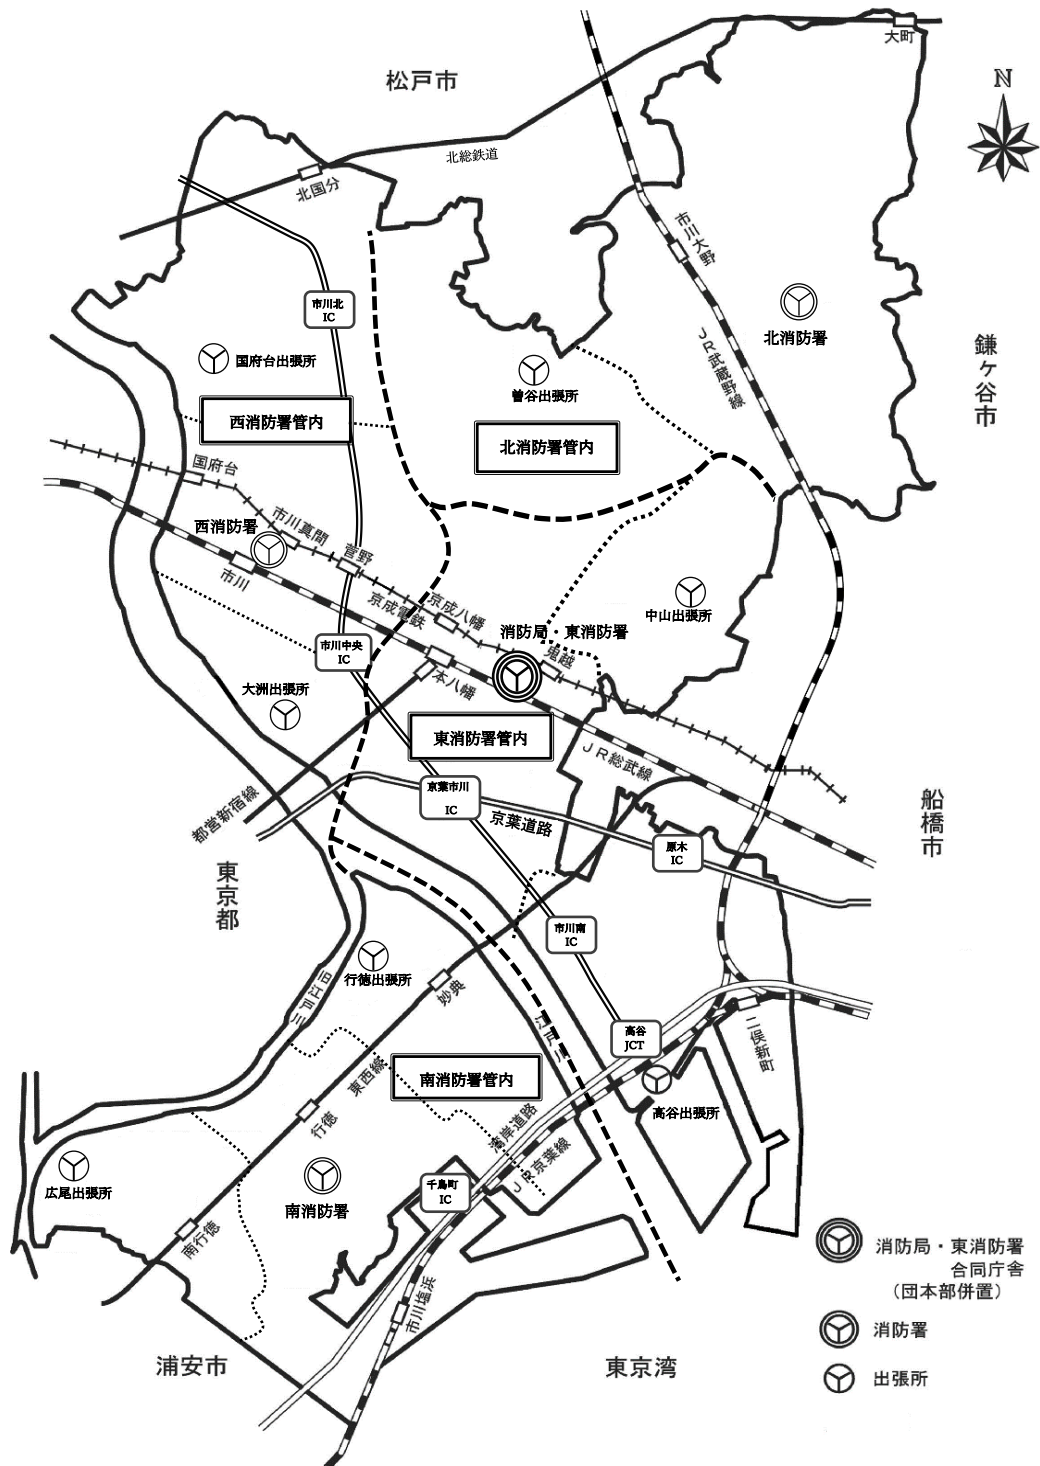 大町
松戸市
N
北総鉄道
北国分
市川大野
市川北
IC
北消防署
JR武蔵野線
鎌ヶ谷市
国府台出張所
曽谷出張所
西消防署管内
北消防署管内
国府台
西消防署
市川真間
菅野
市川
京成電鉄
京成八幡
中山出張所
消防局・東消防署
鬼越
市川中央
IC
本八幡
大洲出張所
東消防署管内
JR総武線
京葉市川
IC
都営新宿線
京葉道路
船橋市
原木
IC
東京都
市川南
IC
行徳出張所
旧江戸川
妙典
江戸川
高谷
JCT
二俣新町
東西線
南消防署管内
高谷出張所
行徳
湾岸道路
JR京葉線
広尾出張所
千鳥町
IC
南消防署
南行徳
消防局・東消防署
合同庁舎
（団本部併置）
市川塩浜
消防署
浦安市
東京湾
出張所